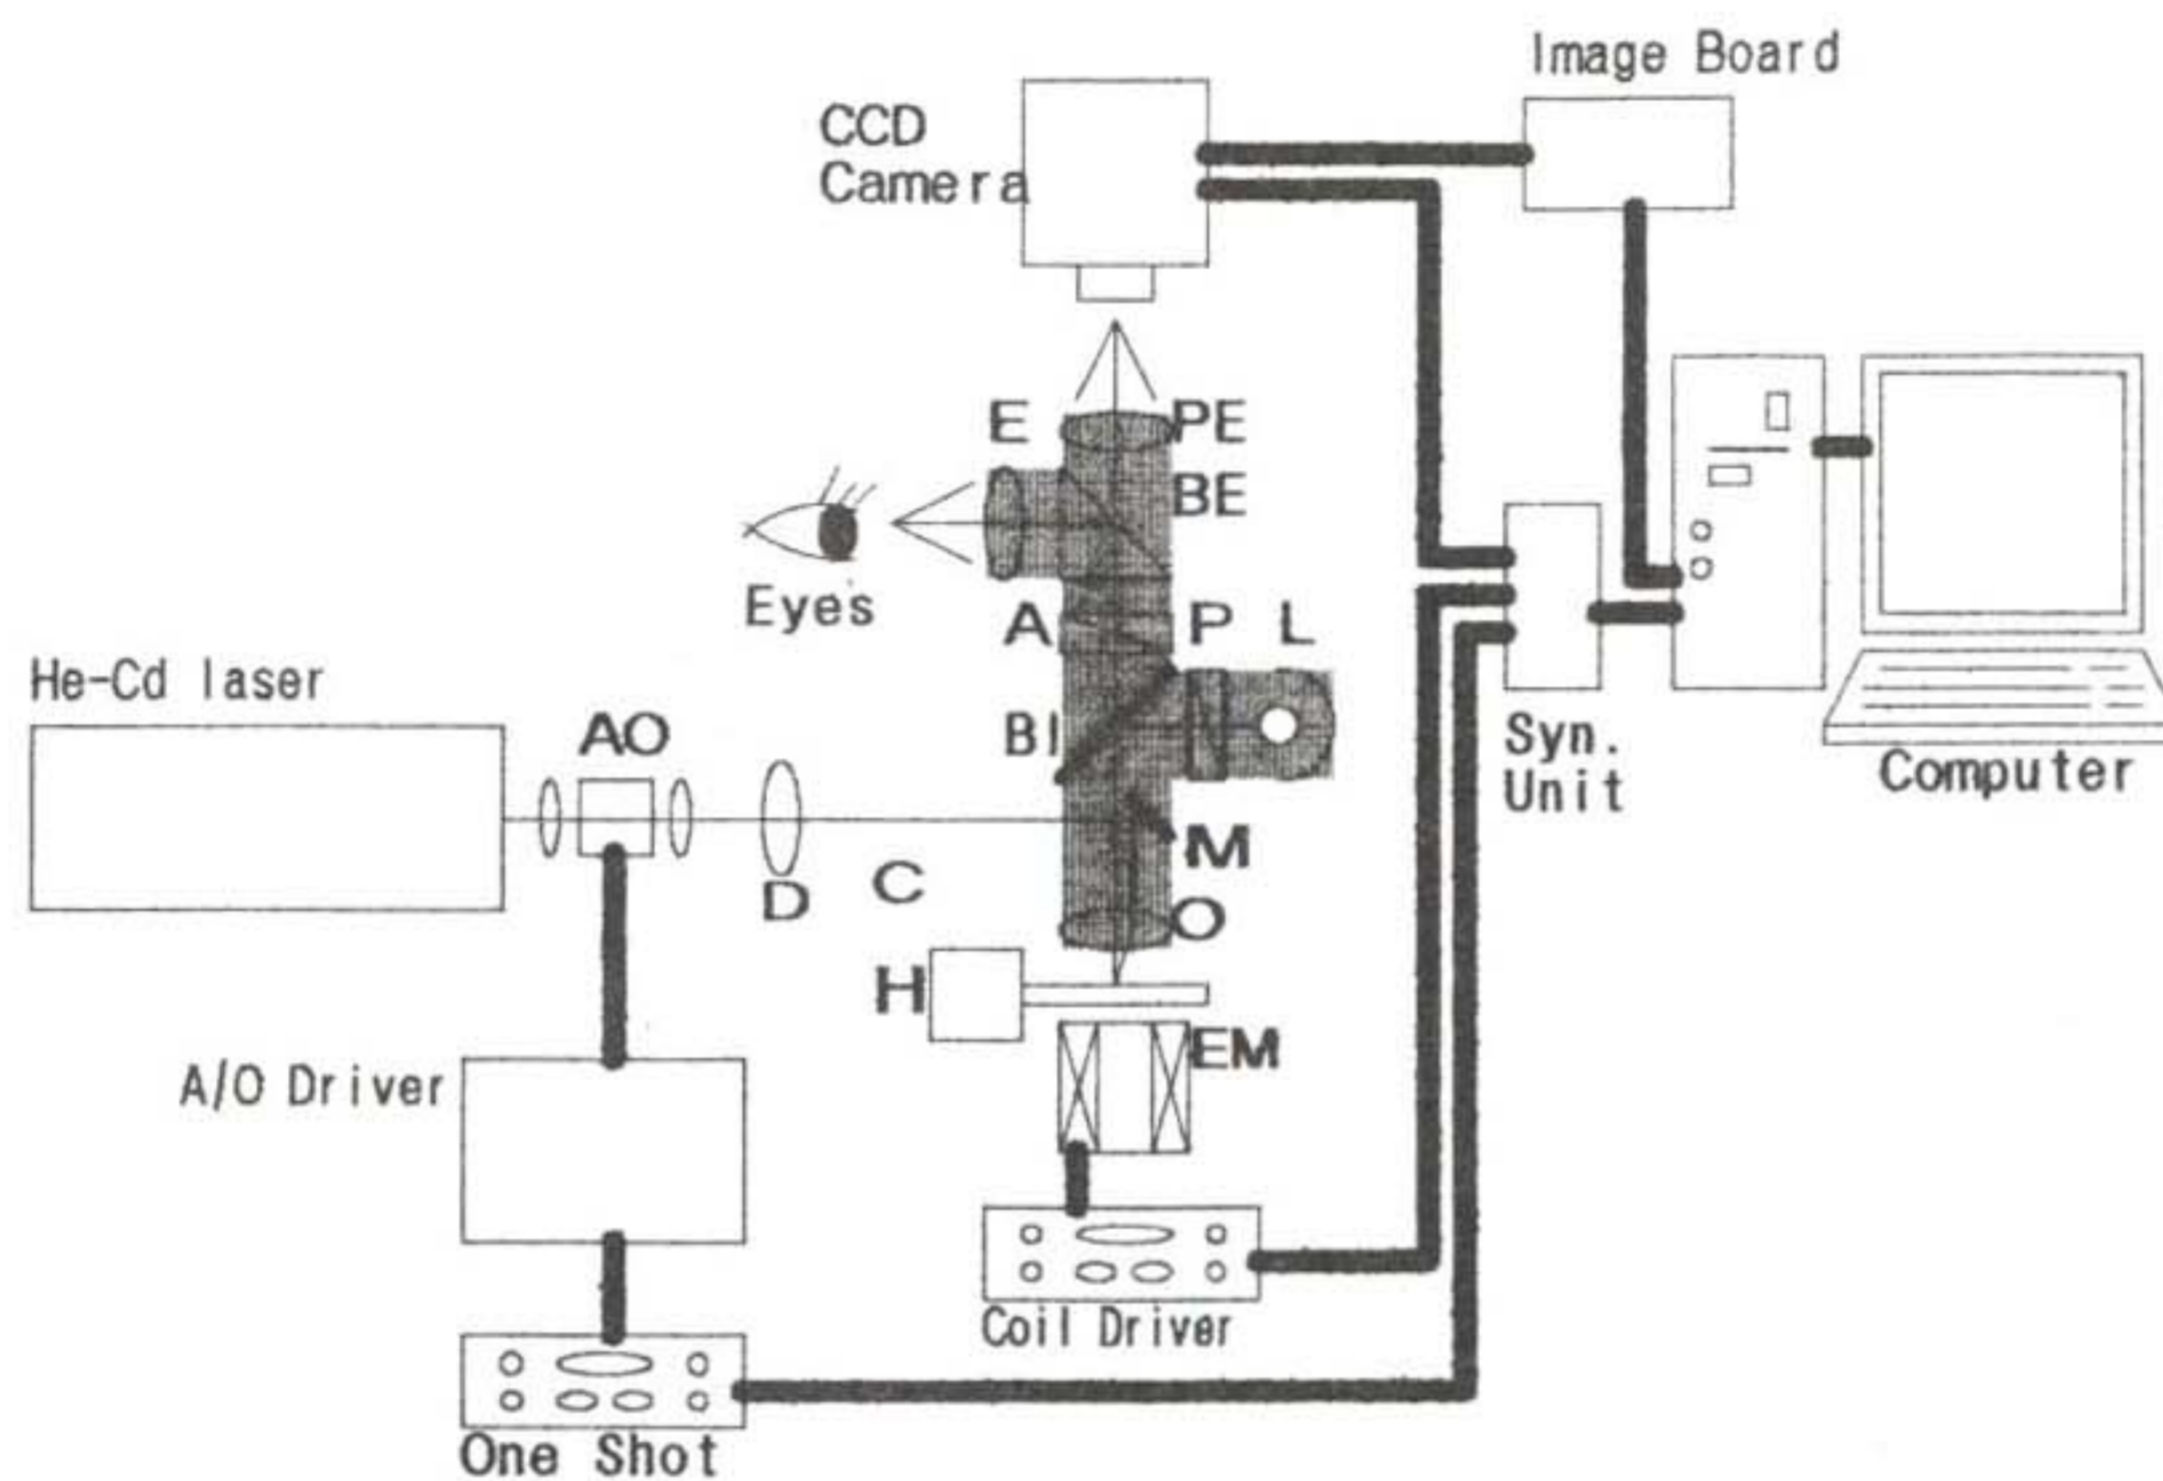 Image Board
CCD
Camera
E
PE
BE
Eyes
A
P
L
He-Cd laser
AO
BI
Syn.
Unit
Computer
M
D
C
O
H
EM
A/O Driver
Coil Driver
One Shot